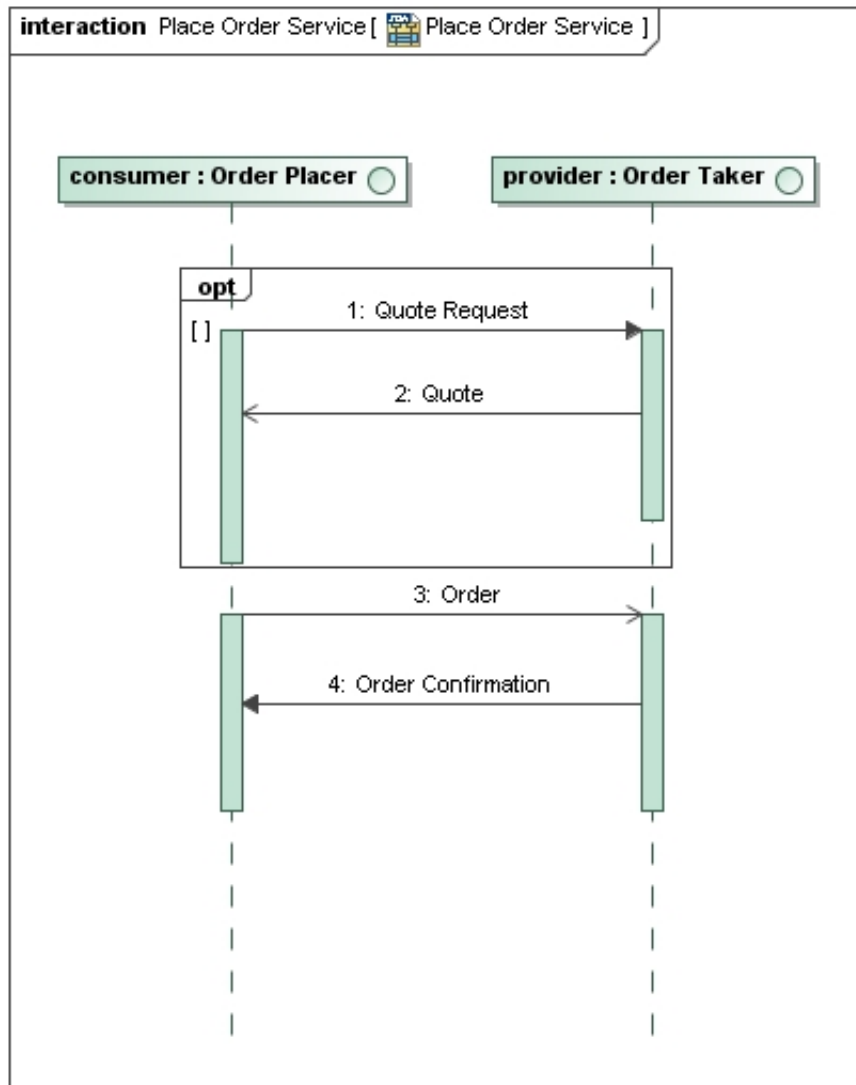 interaction Place Order Service[ Place Order Service ]
consumer : Order Placer
provider : Order Taker
opt
[ ]
1: Quote Request
2: Quote
3: Order
4: Order Confirmation